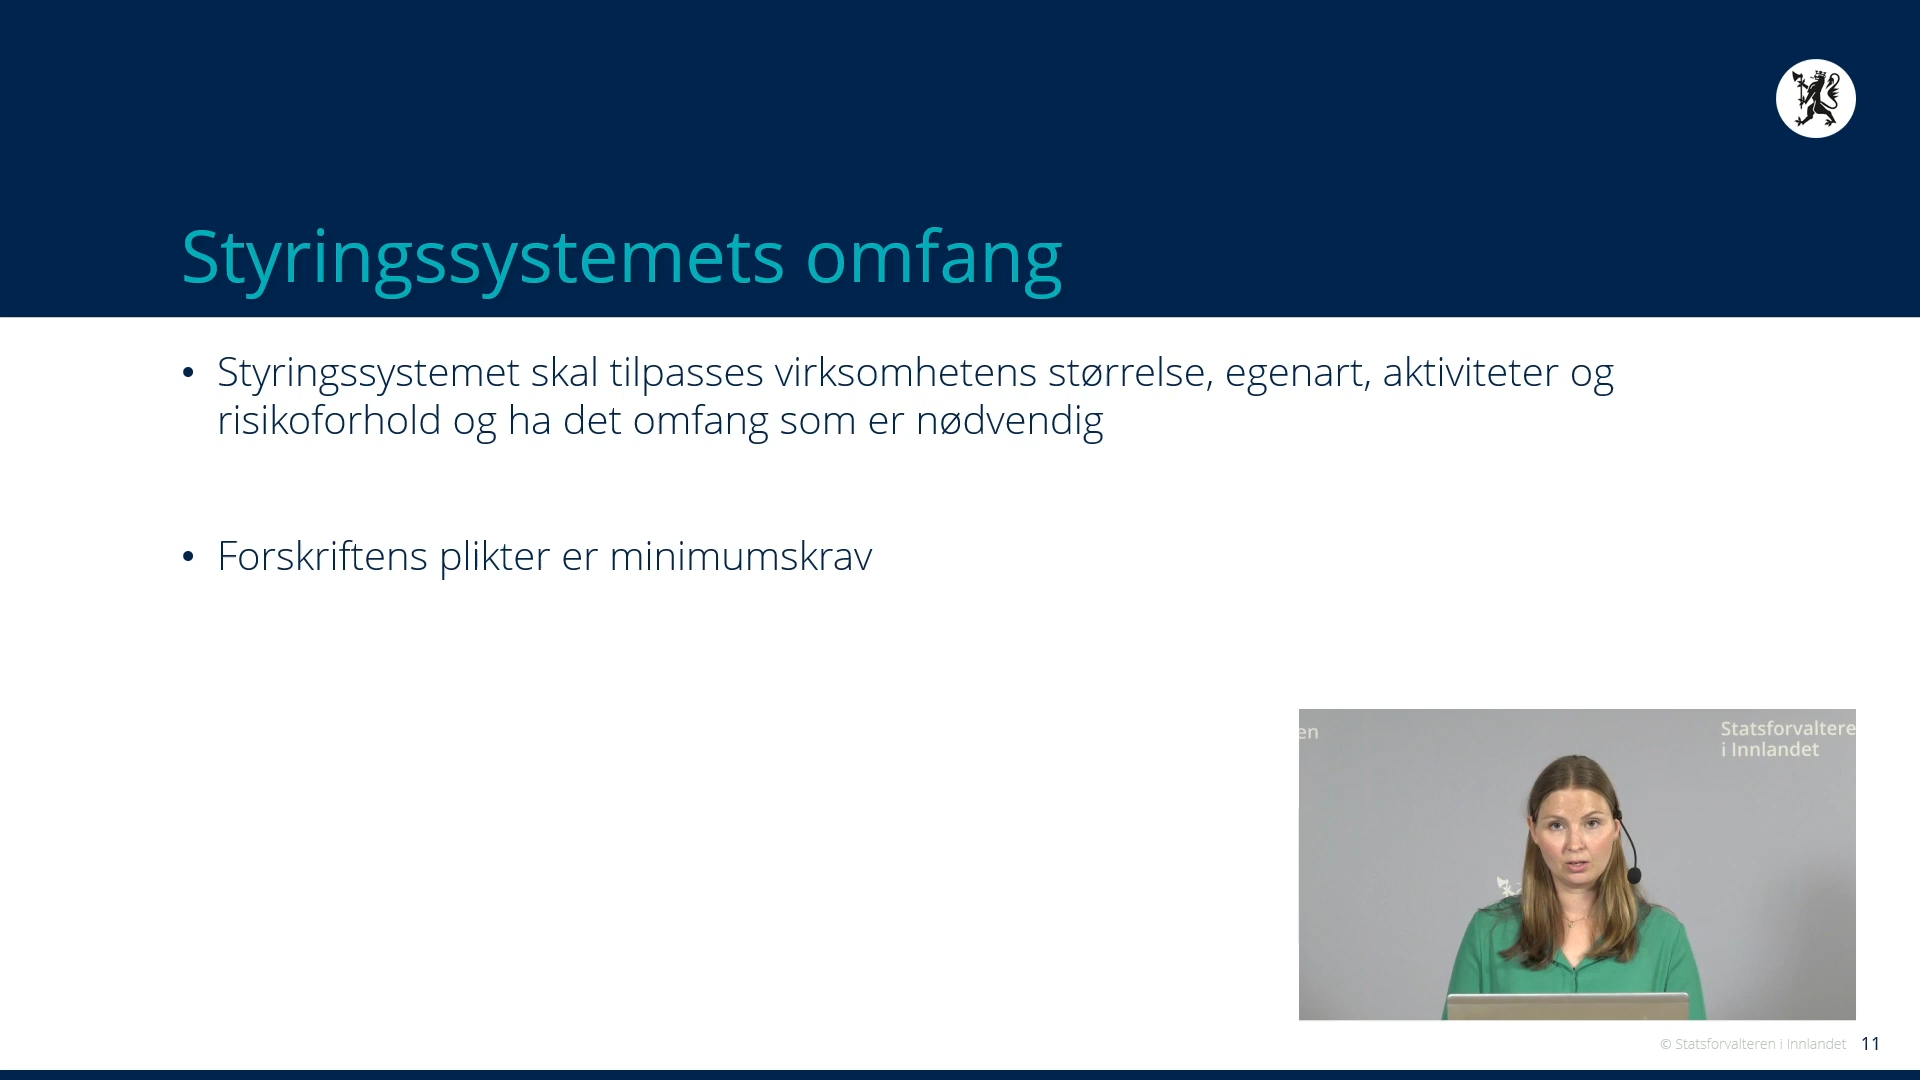 Styringssystemets omfang
• Styringssystemet skal tilpasses virksomhetens størrelse, egenart, aktiviteter og
risikoforhold og ha det omfang som er nødvendig
• Forskriftens plikter er minimumskrav
en
Statsforvaltere
i Innlandet
© Statsforvalteren i Innlandet 11